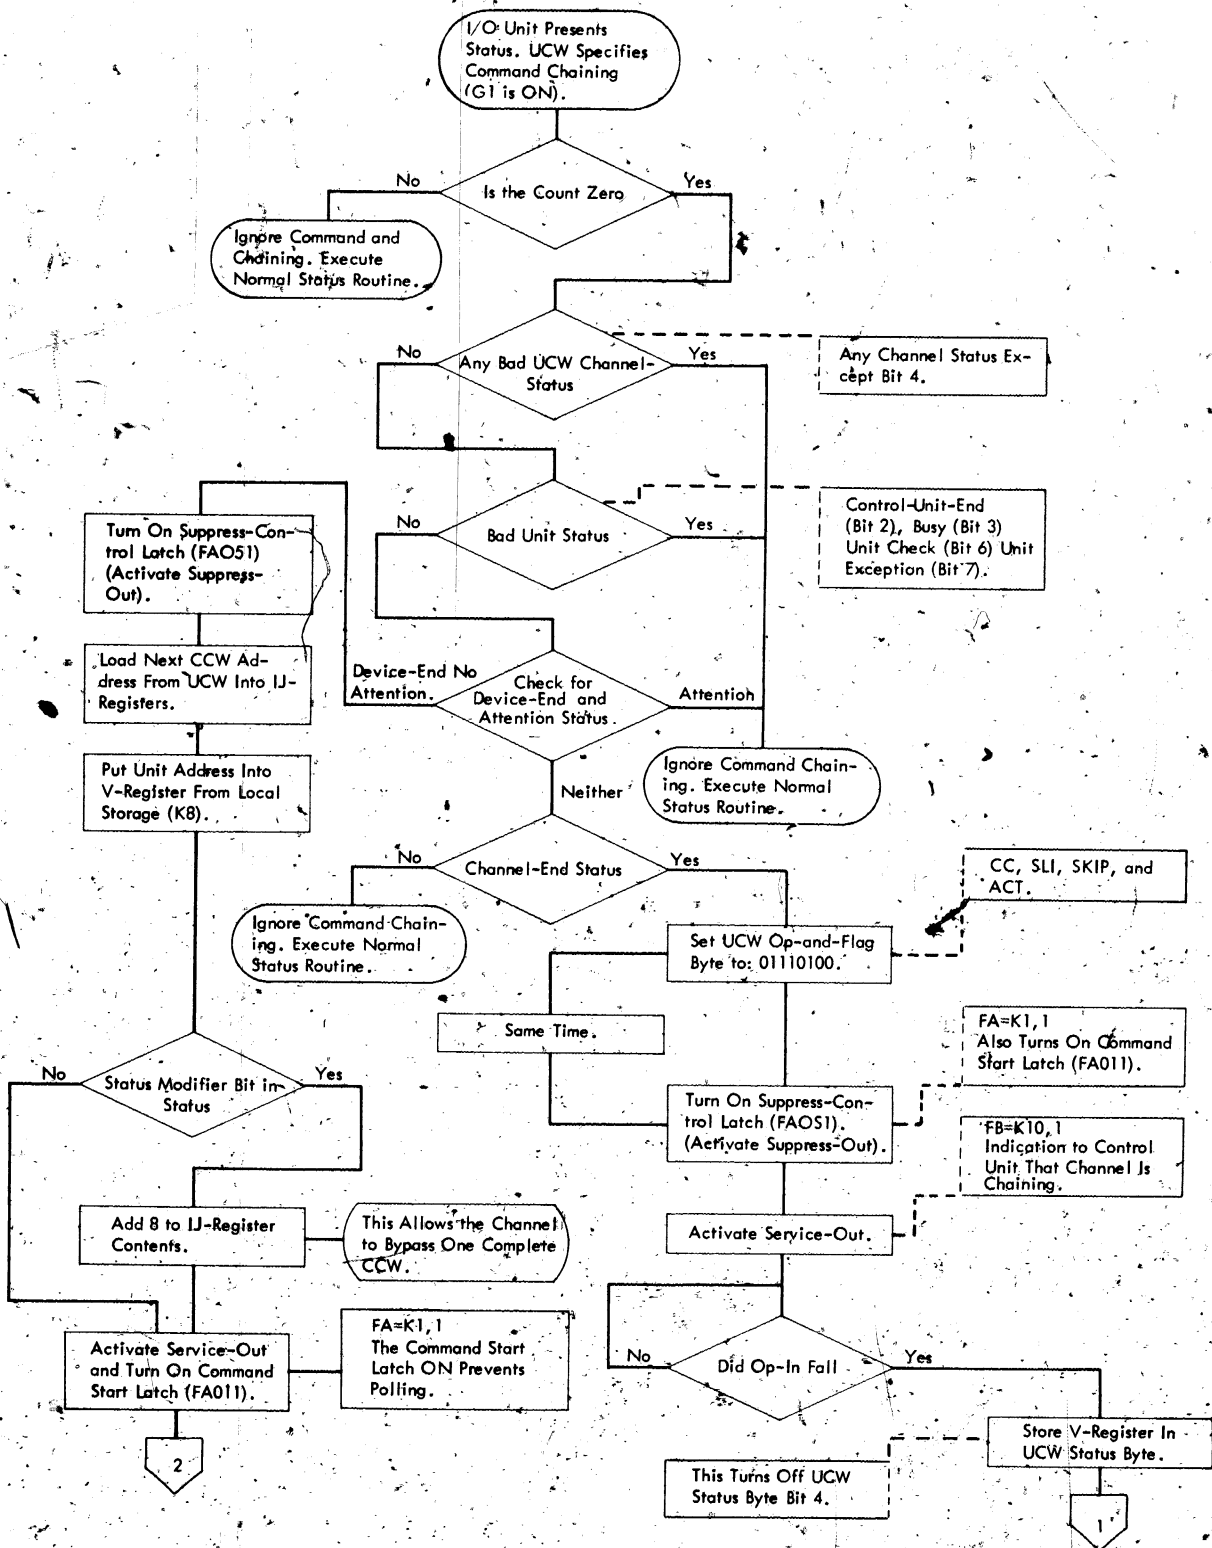 I/O Unit Presents
Status. UCW Specifies
Command Chaining
(G1 is ON).
No
Is the Count Zero
Yes
Ignore Command and
Chaining. Execute
Normal Status Routine.
No
Any Bad UCW Channel-
Status
Yes
Any Channel Status Ex-
cept Bit 4.
No
Bad Unit Status
Yes
Control-Unit-End
(Bit 2), Busy (Bit 3)
Unit Check (Bit 6) Unit
Exception (Bit 7).
Turn On Suppress-Con-
trol Latch (FAOS1)
(Activate Suppress-
Out).
Load Next CCW Ad-
dress From UCW Into IJ-
Registers.
Device-End No
Attention.
Check for
Device-End and
Attention Status.
Attention
Put Unit Address Into
V-Register From Local
Storage (K8).
Neither
Ignore Command Chain-
ing. Execute Normal
Status Routine.
No
Channel-End Status
Yes
CC, SLI, SKIP, and
ACT.
Ignore Command Chain-
ing. Execute Normal
Status Routine.
Set UCW Op-and-Flag
Byte to: 01110100.
Same Time.
FA=K1,1
Also Turns On Command
Start Latch (FA011).
No
Status Modifier Bit in
Status
Yes
Turn On Suppress-Con-
trol Latch (FAOS1).
(Activate Suppress-Out).
FB=K10,1
Indication to Control
Unit That Channel Is
Chaining.
Add 8 to IJ-Register
Contents.
This Allows the Channel
to Bypass One Complete
CCW.
Activate Service-Out.
Activate Service-Out
and Turn On Command
Start Latch (FA011).
FA=K1,1
The Command Start
Latch ON Prevents
Polling.
No
Did Op-In Fall
Yes
Store V-Register In
UCW Status Byte.
2
This Turns Off UCW
Status Byte Bit 4.
1